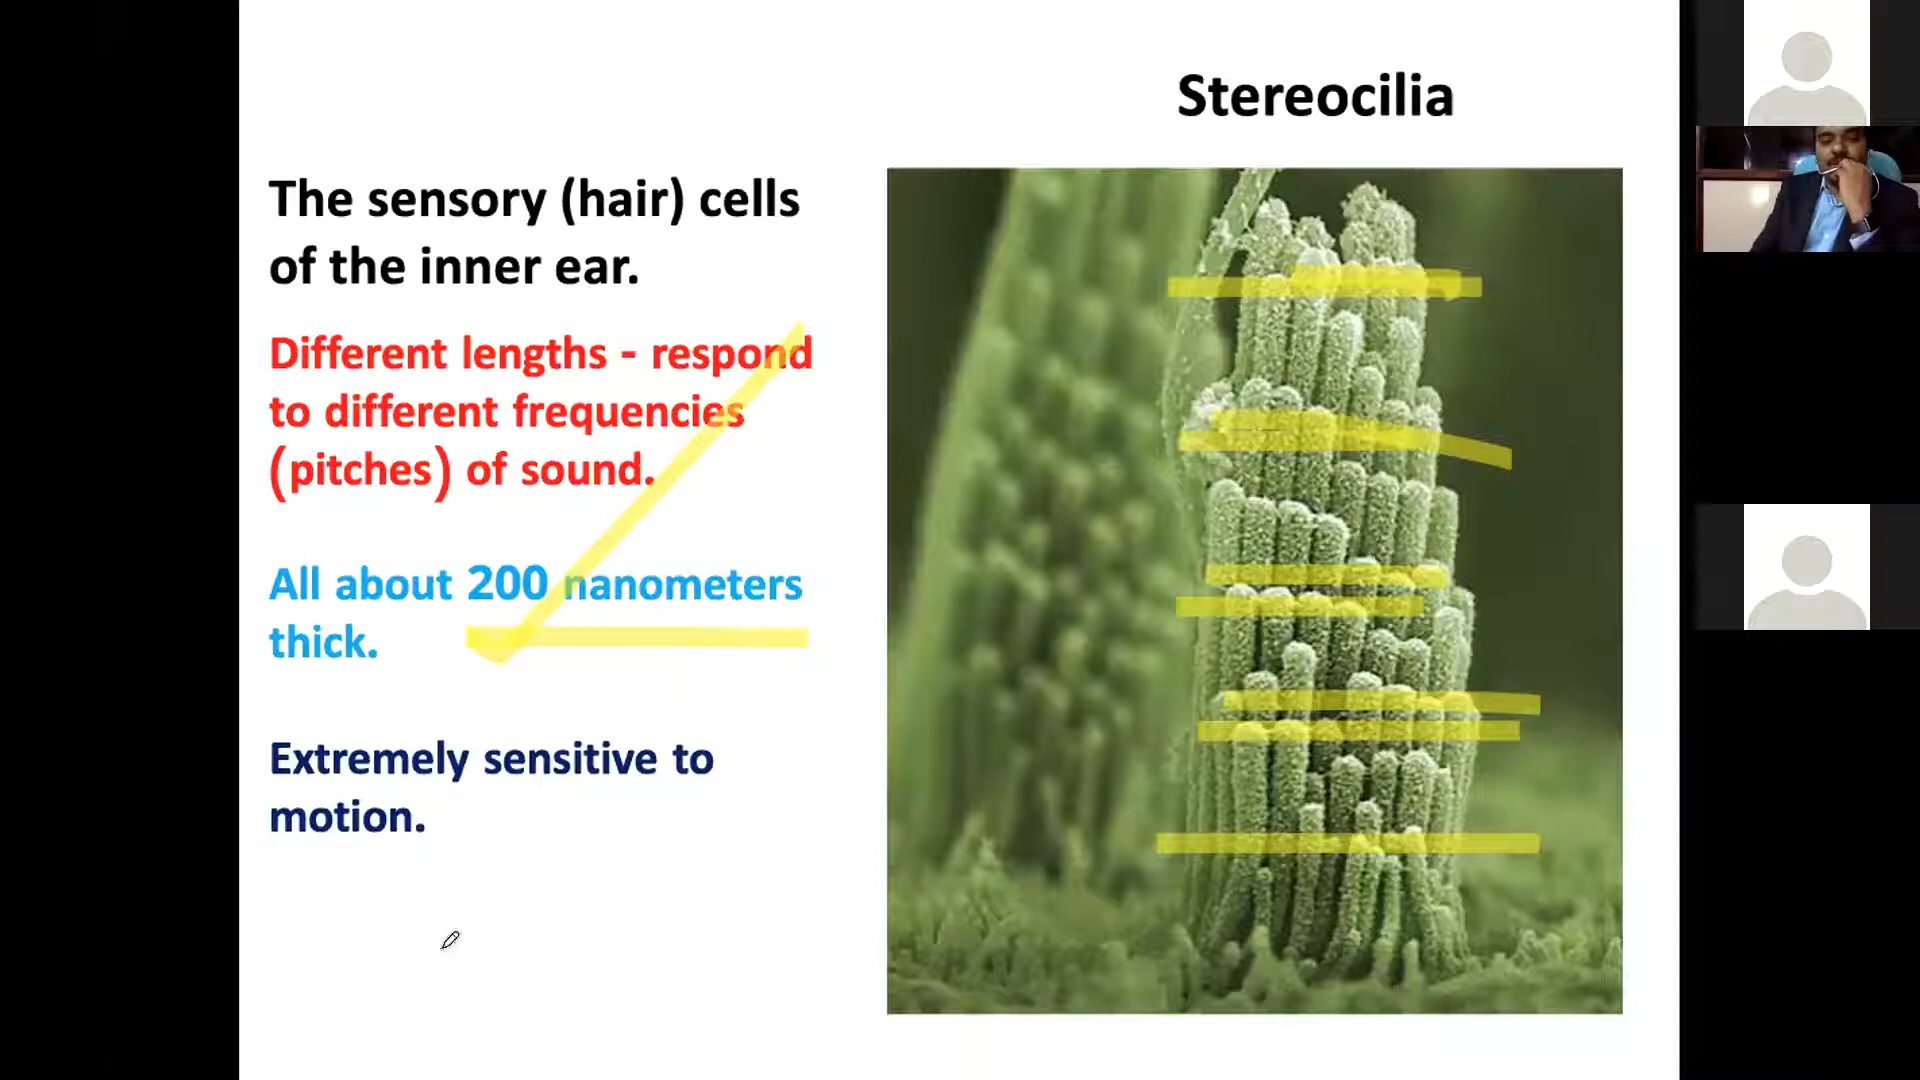 Stereocilia
The sensory (hair) cells
of the inner ear.
Different lengths - respond
to different frequencies
(pitches) of sound.
All about 200 nanometers
thick.
Extremely sensitive to
motion.